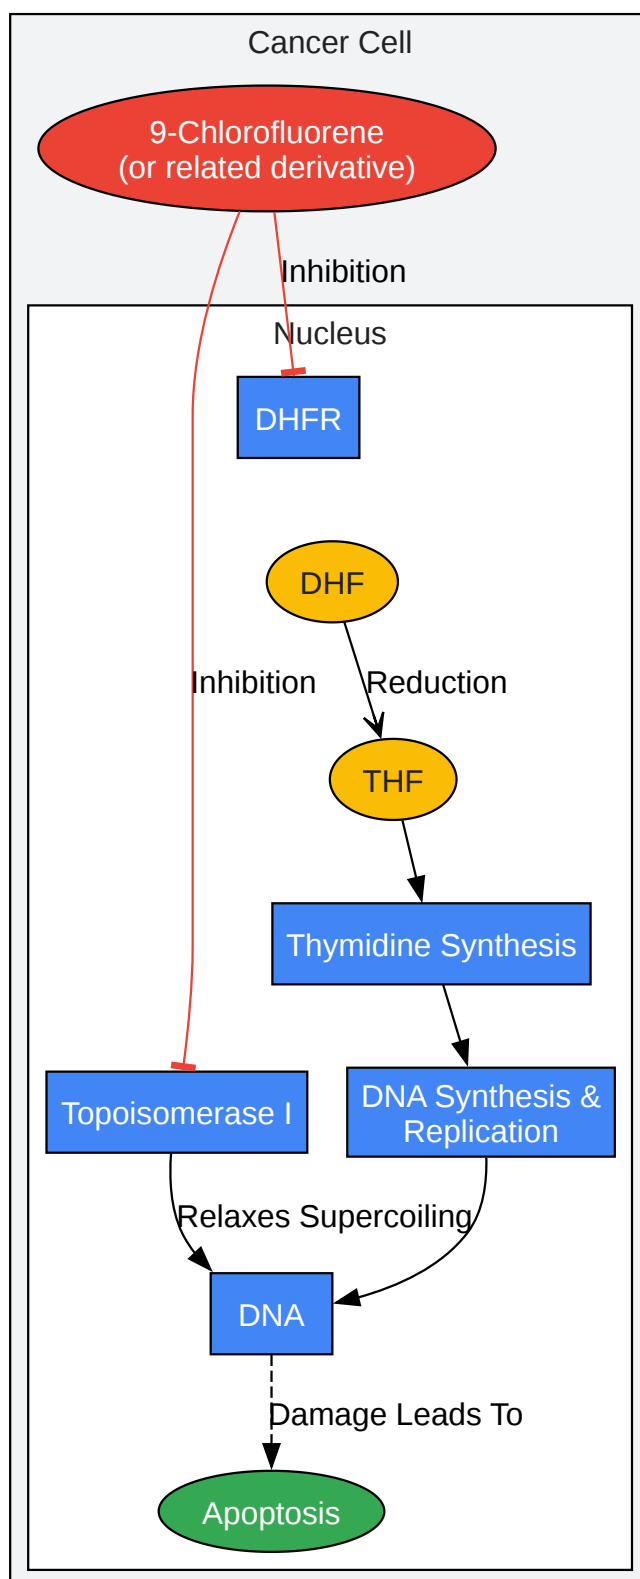 Cancer Cell
9-Chlorofluorene
(or related derivative)
Inhibition
Nucleus
DHFR
DHF
Inhibition
Reduction
THF
Thymidine Synthesis
Topoisomerase I
DNA Synthesis &
Replication
Relaxes Supercoiling
DNA
Damage Leads To
Apoptosis